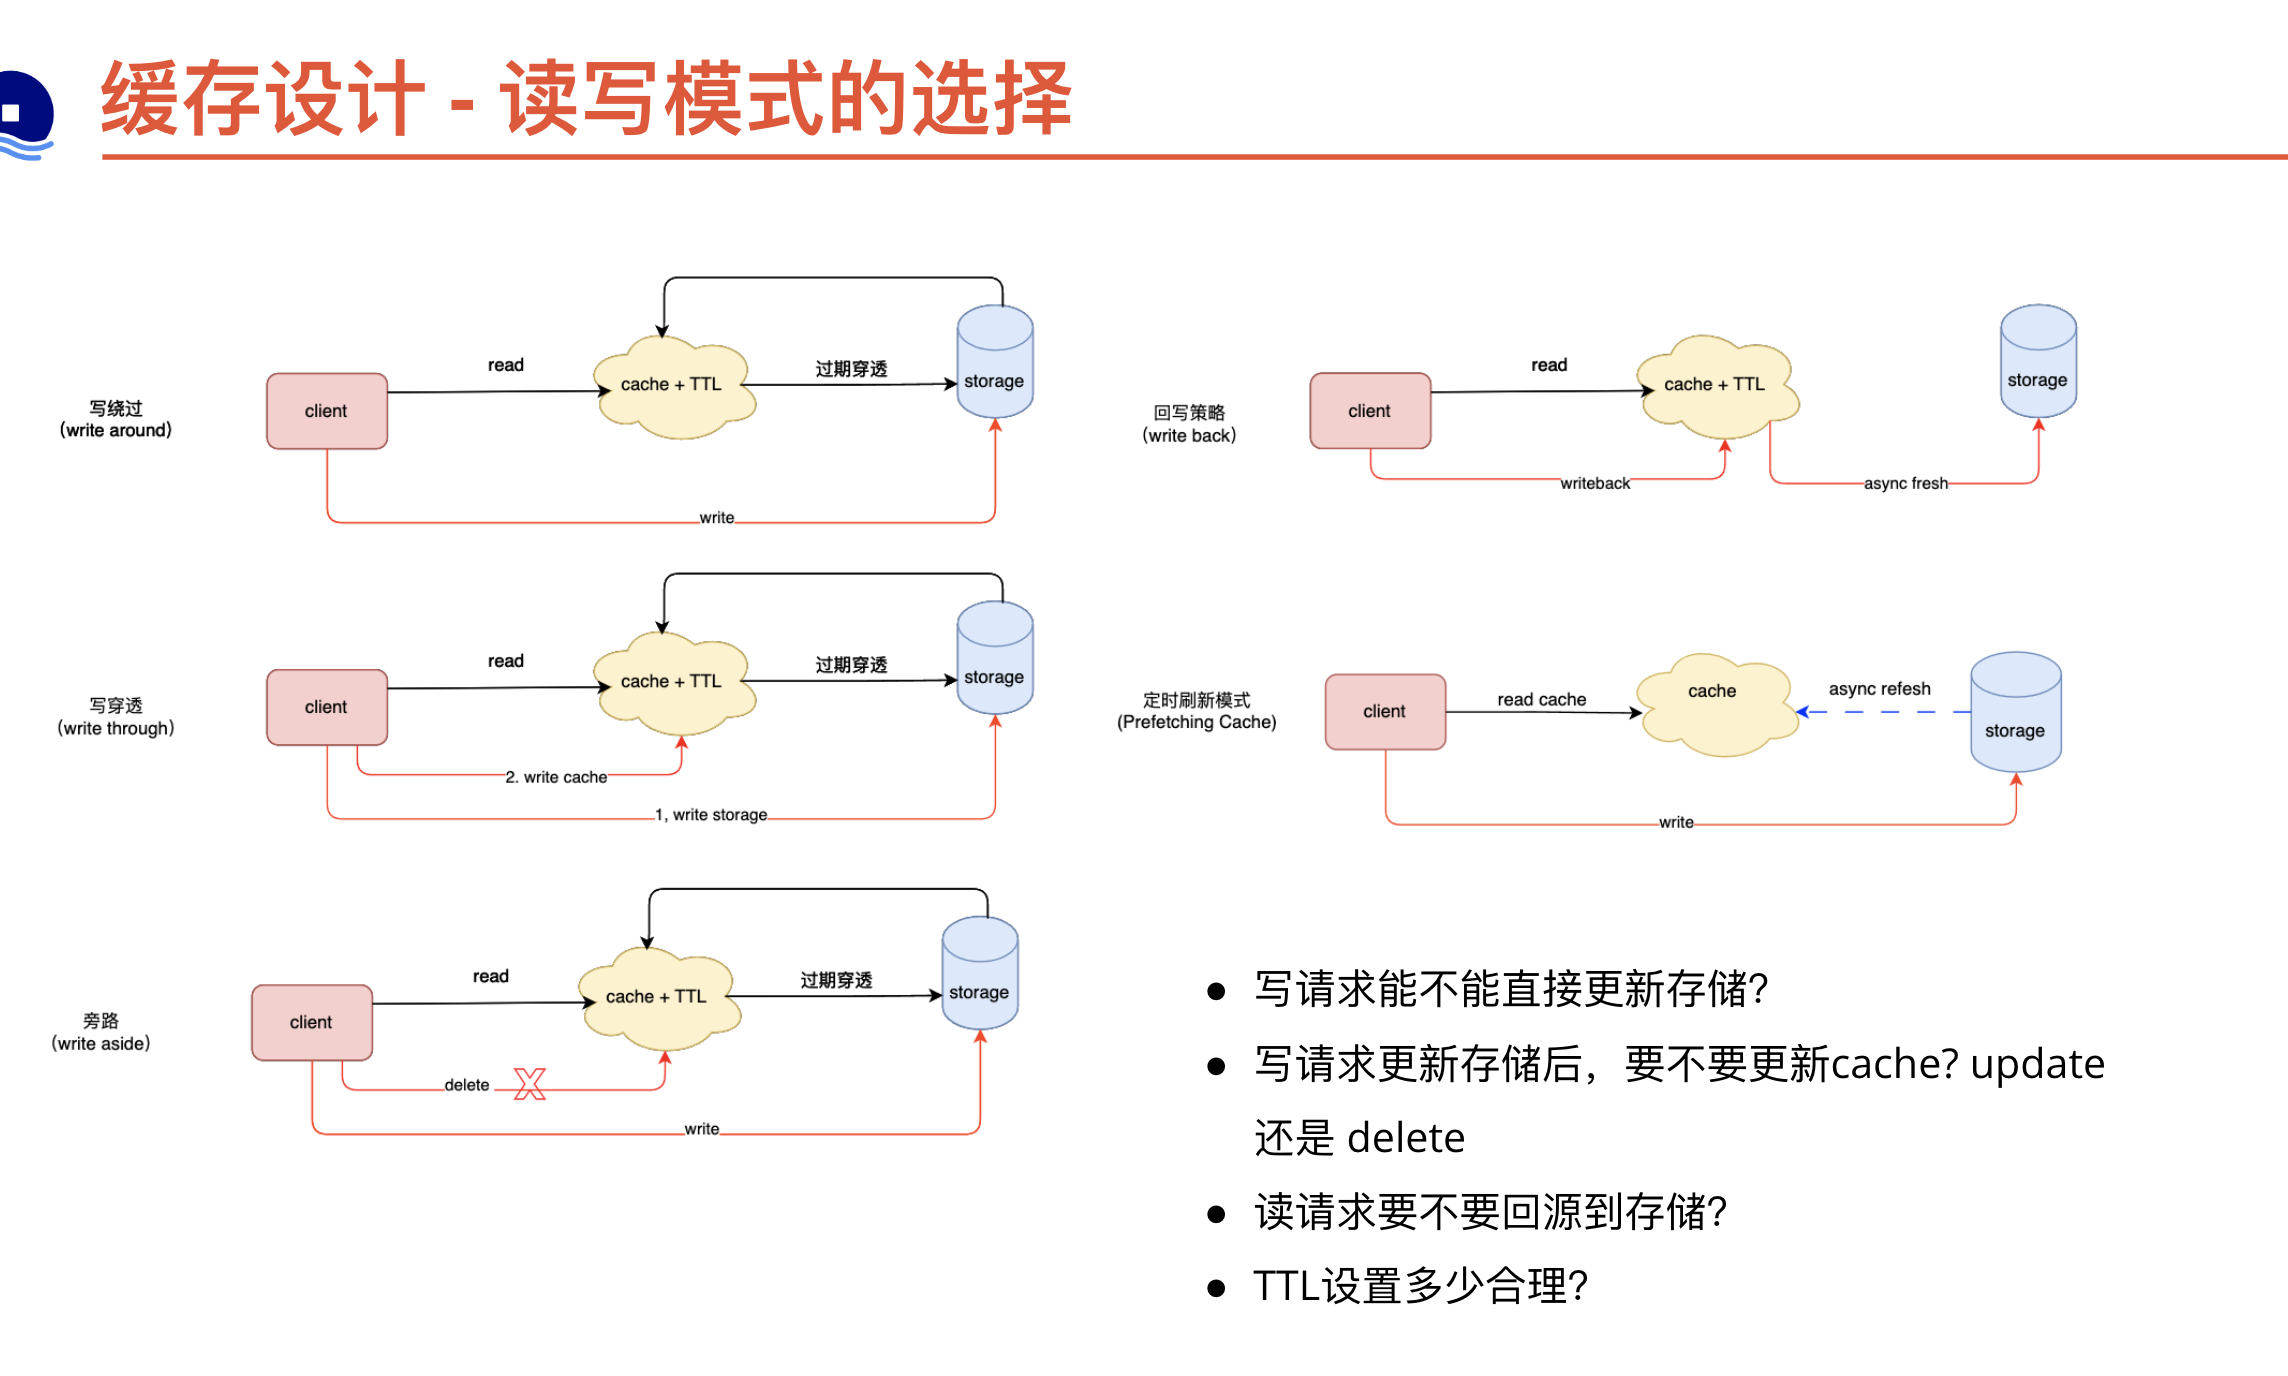 缓存设计 - 读写模式的选择
写绕过
(write around)
client
read
cache + TTL
过期穿透
storage
write
写穿透
(write through)
client
read
cache + TTL
过期穿透
storage
2. write cache
1, write storage
旁路
(write aside)
client
read
cache + TTL
过期穿透
storage
delete
X
write
回写策略
(write back)
client
read
cache + TTL
storage
writeback
async fresh
定时刷新模式
(Prefetching Cache)
client
read cache
cache
async refesh
storage
write
● 写请求能不能直接更新存储?
● 写请求更新存储后，要不要更新cache? update
还是 delete
● 读请求要不要回源到存储?
● TTL设置多少合理?